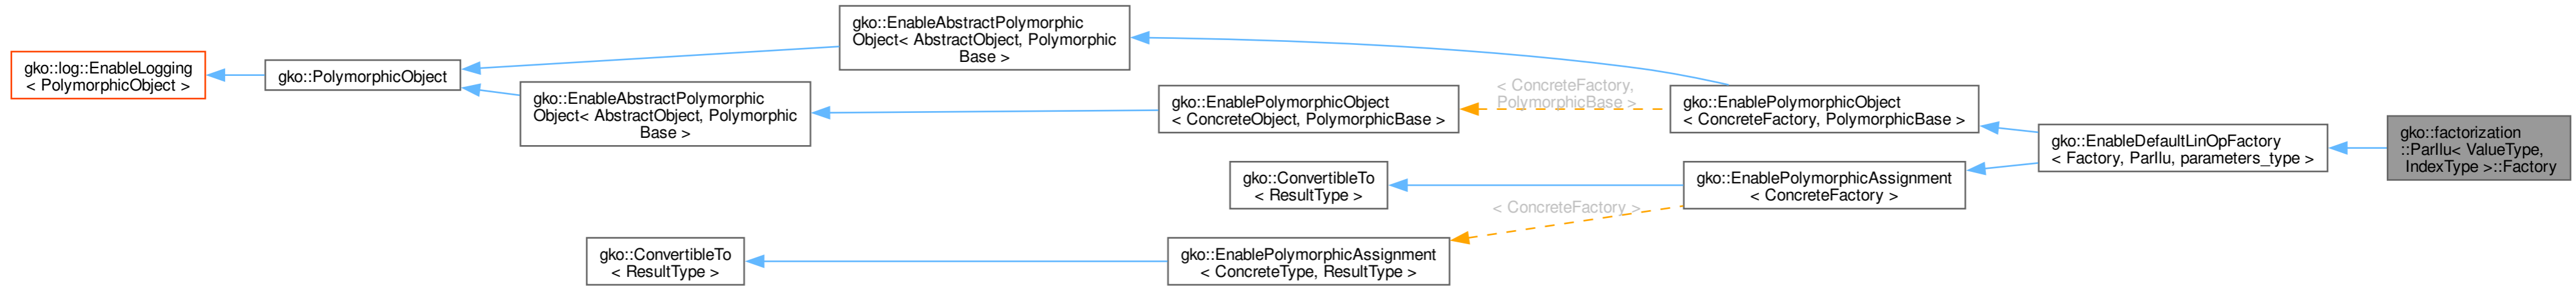 gko::log::EnableLogging
< PolymorphicObject >
gko::PolymorphicObject
gko::EnableAbstractPolymorphic
Object< AbstractObject, Polymorphic
Base >
gko::EnableAbstractPolymorphic
Object< AbstractObject, Polymorphic
Base >
gko::EnablePolymorphicObject
< ConcreteObject, PolymorphicBase >
< ConcreteFactory,
PolymorphicBase >
gko::EnablePolymorphicObject
< ConcreteFactory, PolymorphicBase >
gko::EnableDefaultLinOpFactory
< Factory, ParIlu, parameters_type >
gko::factorization
::ParIlu< ValueType,
IndexType >::Factory
gko::ConvertibleTo
< ResultType >
gko::EnablePolymorphicAssignment
< ConcreteFactory >
< ConcreteFactory >
gko::ConvertibleTo
< ResultType >
gko::EnablePolymorphicAssignment
< ConcreteType, ResultType >